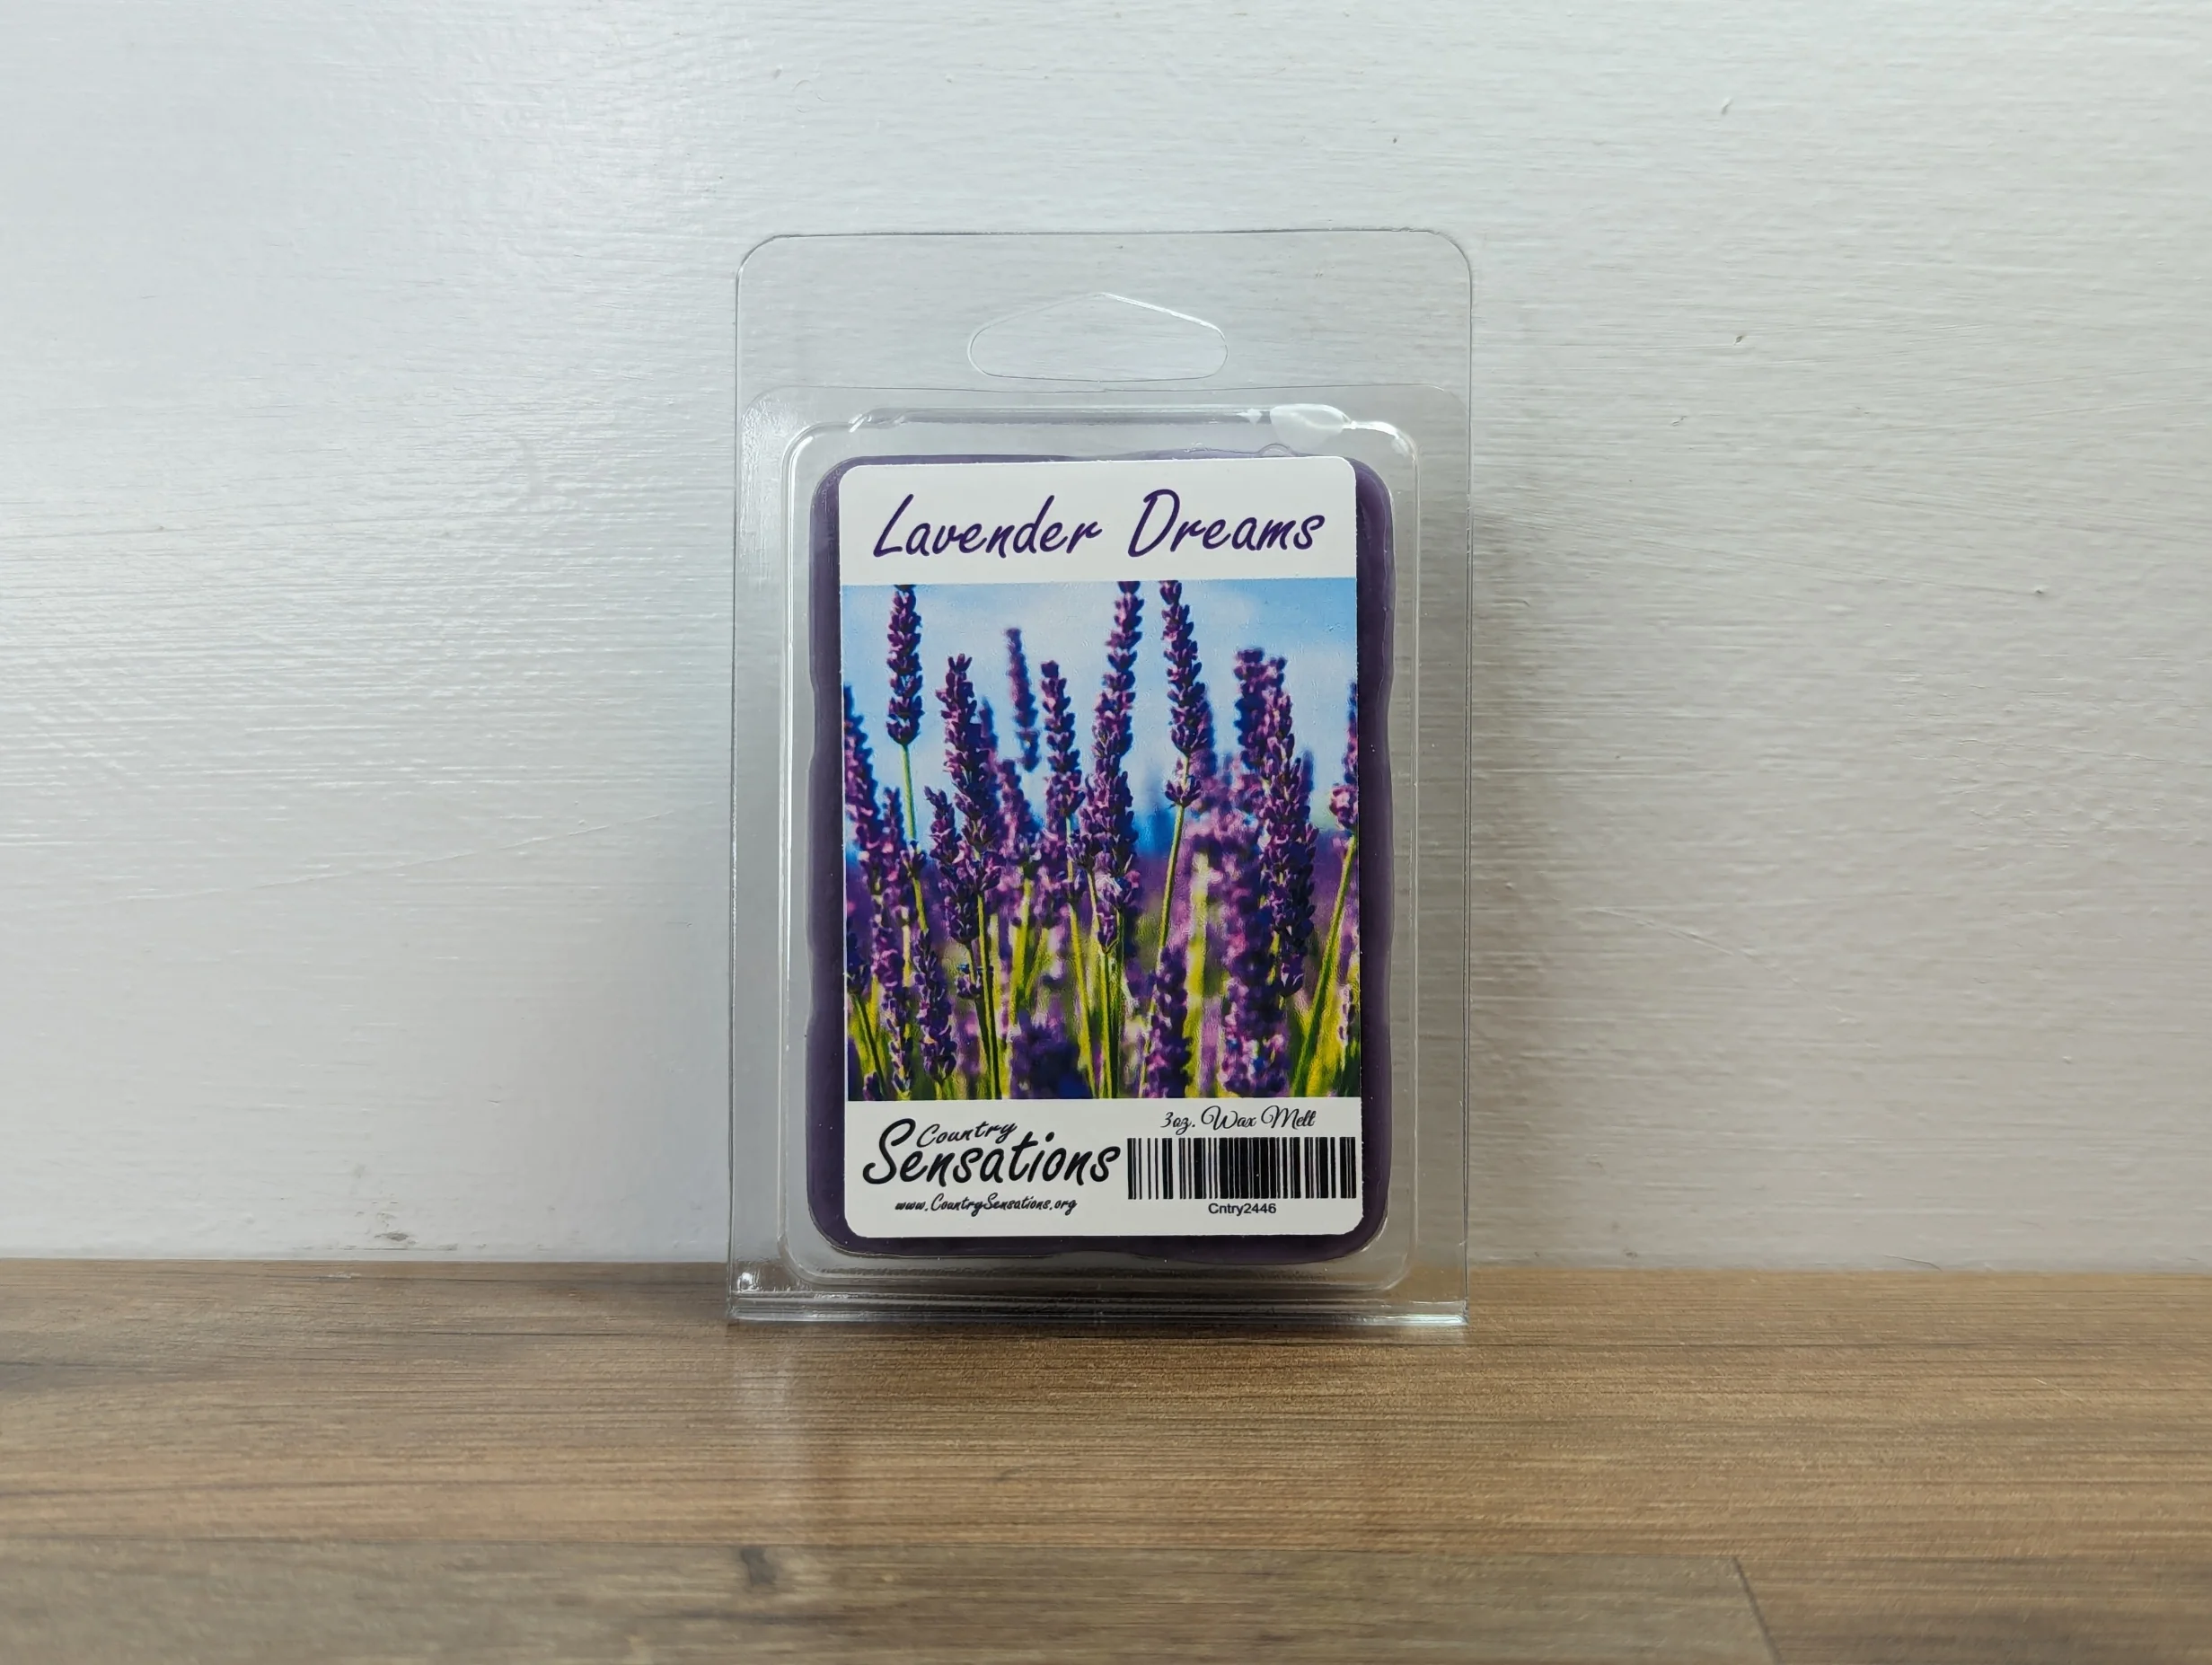 Lavender Dreams
Country
Sensations
www.CountrySensations.org
3oz. Wax Melt
Cntry2446